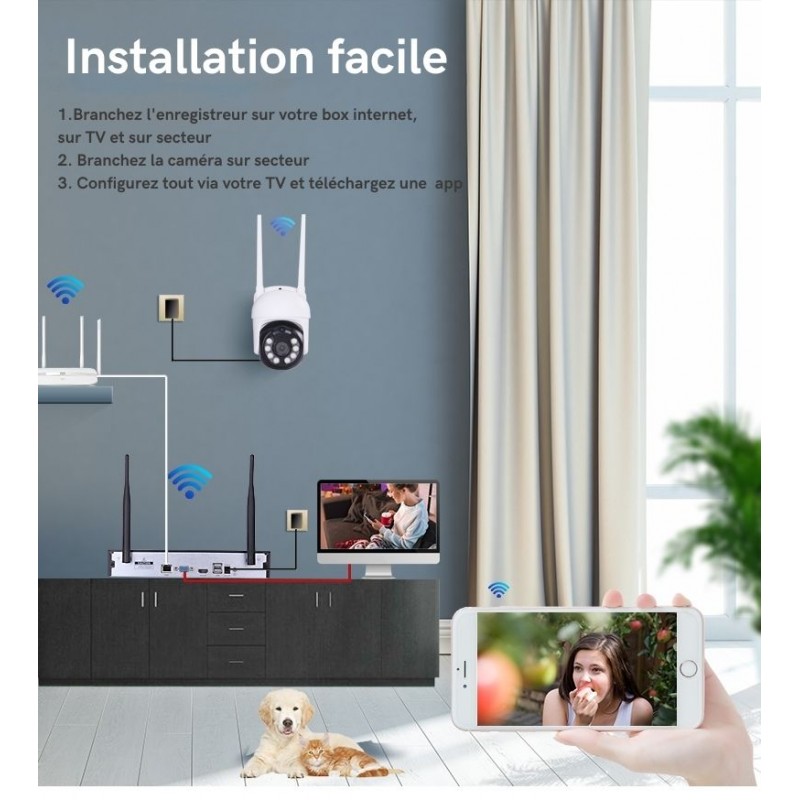 Installation facile
1.Branchez l'enregistreur sur votre box internet,
sur TV et sur secteur
2. Branchez la caméra sur secteur
3. Configurez tout via votre TV et téléchargez une app